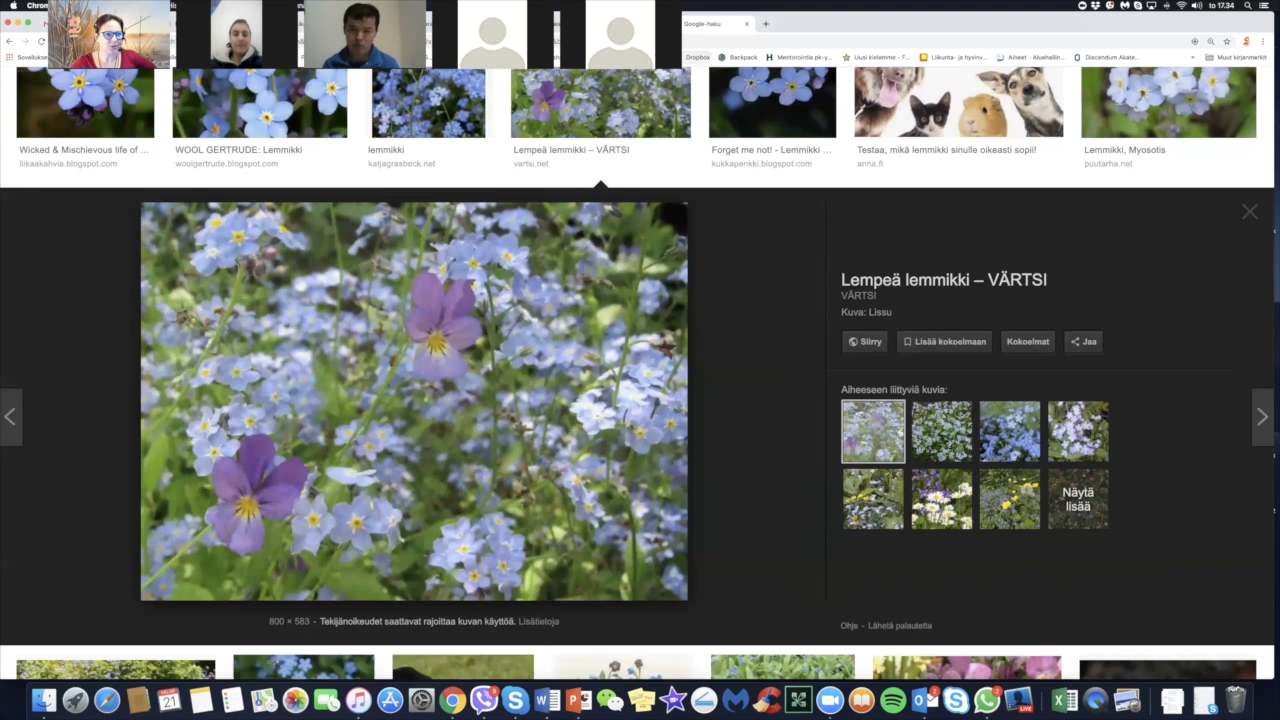 Chrom
to 17.34
Google-haku
Sovellukse
Dropbox
Backpack
Mentorointia pk-y...
Uusi kielemme - F...
Liikunta- ja hyvinv...
Aiheet - Aluehallin...
Discendum Akate...
»
Muut kirjanmerkit
Wicked & Mischievous life of ...
liikaakahvia.blogspot.com
WOOL GERTRUDE: Lemmikki
woolgertrude.blogspot.com
lemmikki
katjagrasbeck.net
Lempeä lemmikki – VÄRTSI
vartsi.net
Forget me not! - Lemmikki ...
kukkapenkki.blogspot.com
Testaa, mikä lemmikki sinulle oikeasti sopii!
anna.fi
Lemmikki, Myosotis
puutarha.net
Lempeä lemmikki – VÄRTSI
VÄRTSI
Kuva: Lissu
Siirry
Lisää kokoelmaan
Kokoelmat
Jaa
Aiheeseen liittyviä kuvia:
Näytä
lisää
800 × 583 - Tekijänoikeudet saattavat rajoittaa kuvan käyttöä. Lisätietoja
Ohje - Lähetä palautetta
21
LIVE